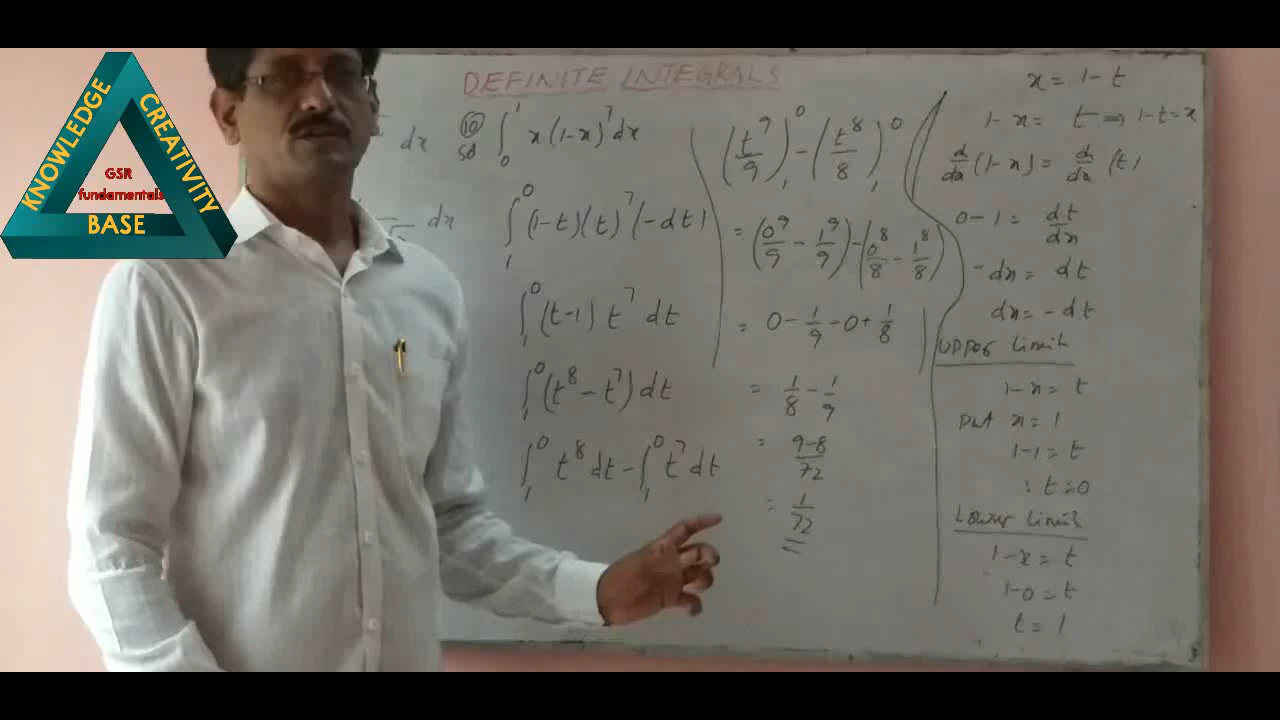 KNOWLEDGE
CREATIVITY
GSR
fundamentals
BASE
dx
dx
DEFINITE INTEGRALS
⑩ ∫₀¹ x(1-x)⁷dx
Sol
∫₁⁰ (1-t)(t)⁷(-dt)
∫₁⁰ (t-1) t⁷ dt
∫₁⁰ (t⁸ - t⁷) dt
∫₁⁰ t⁸ dt - ∫₁⁰ t⁷ dt
(t⁹/9)₁⁰ - (t⁸/8)₁⁰
= (0⁹/9 - 1⁹/9) - (0⁸/8 - 1⁸/8)
= 0 - 1/9 - 0 + 1/8
= 1/8 - 1/9
= 9-8/72
= 1/72
x = 1-t
1-x = t ⇒ 1-t=x
d/dx (1-x) = d/dx (t)
0-1 = dt/dx
-dx = dt
dx = -dt
Upper limit
1-x = t
Put x = 1
1-1 = t
: t=0
Lower limit
1-x = t
1-0 = t
t = 1